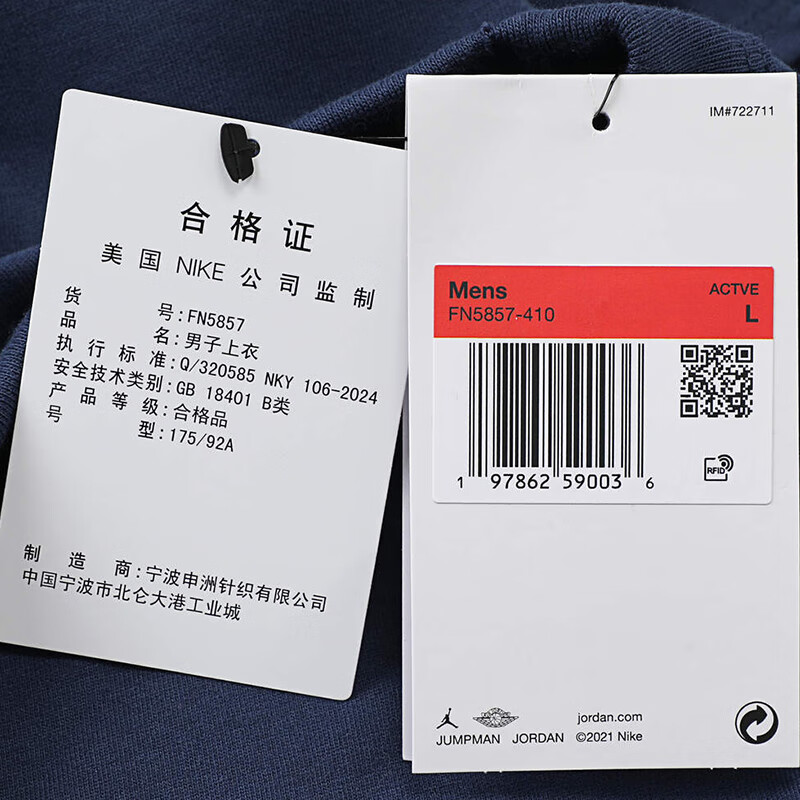 合格证
美国 NIKE 公司监制
货号:FN5857
品名:男子上衣
执行标准:Q/320585 NKY 106-2024
安全技术类别:GB 18401 B类
产品等级:合格品
号型:175/92A
制造商:宁波申洲针织有限公司
中国宁波市北仑大港工业城
IM#722711
Mens ACTVE
FN5857-410 L
1 97862 59003 6
RFID
jordan.com
JUMPMAN JORDAN ©2021 Nike